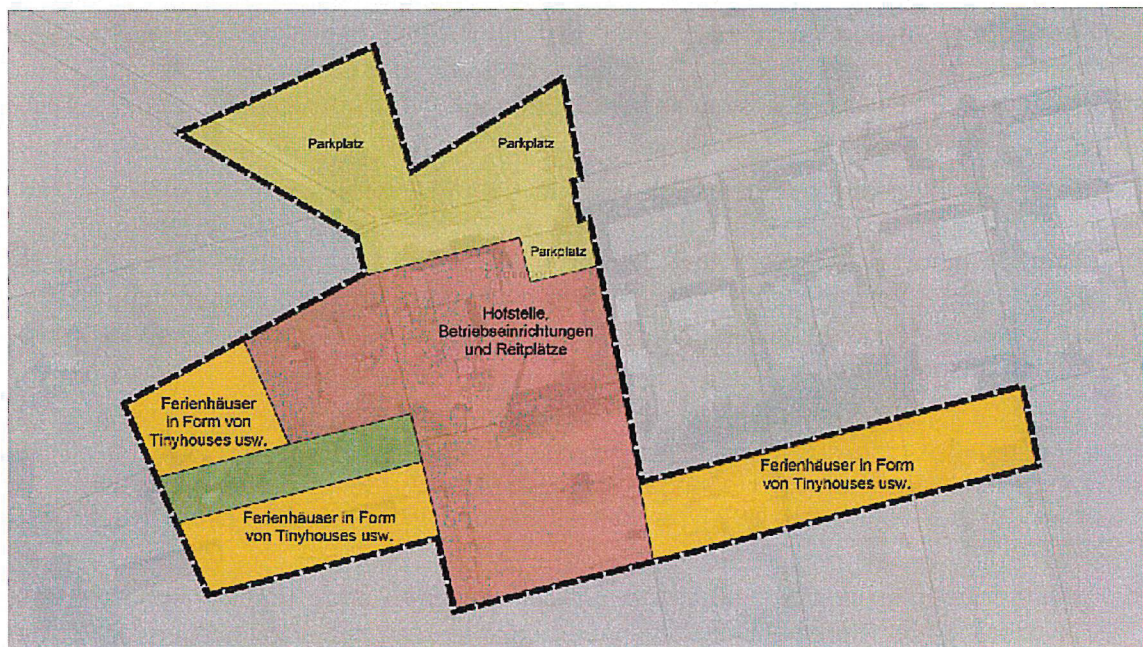 Parkplatz
Parkplatz
Parkplatz
Hofstelle,
Betriebseinrichtungen
und Reitplätze
Ferienhäuser
in Form von
Tinyhouses usw.
Ferienhäuser in Form
von Tinyhouses usw.
Ferienhäuser in Form
von Tinyhouses usw.